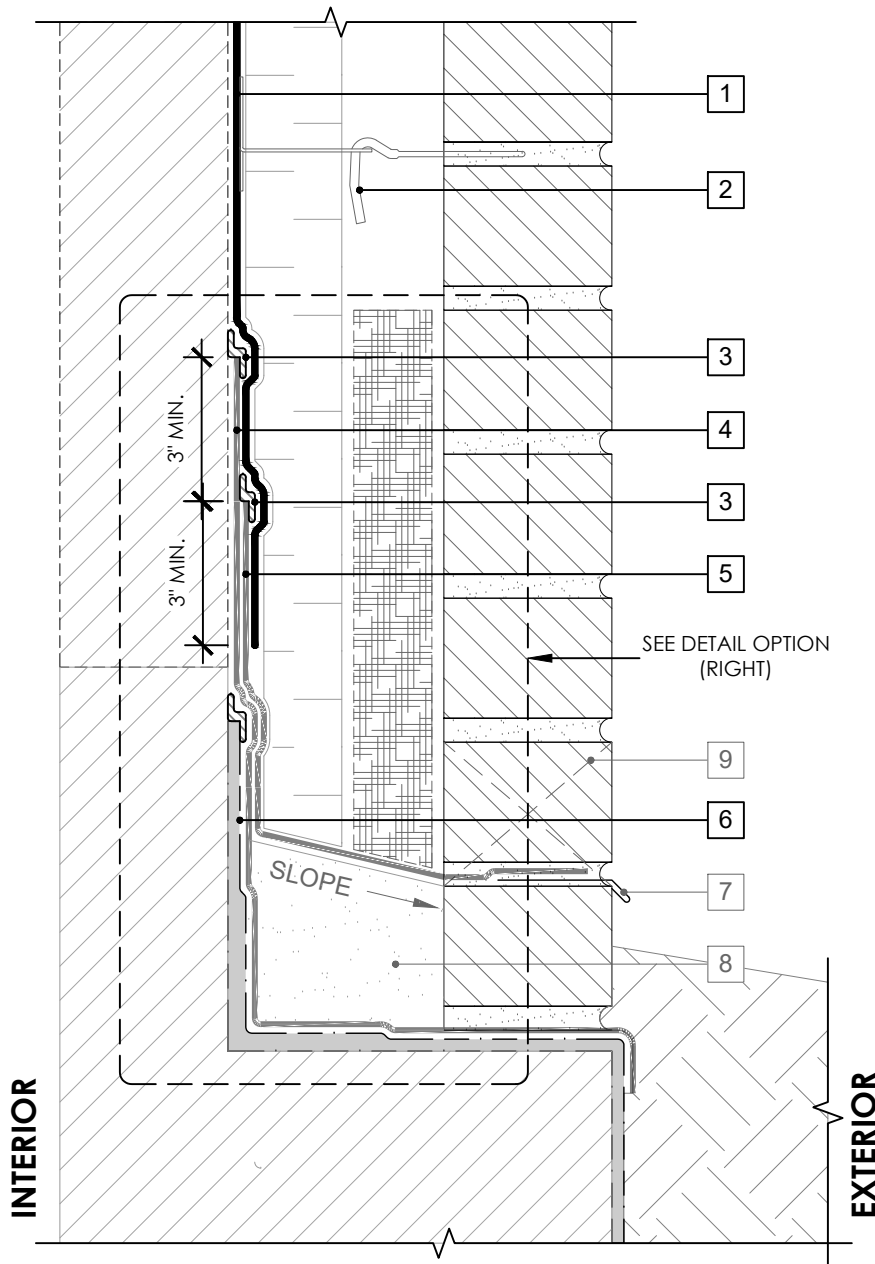 1
2
3
3" MIN.
4
3
3" MIN.
5
SEE DETAIL OPTION
(RIGHT)
9
6
SLOPE
7
8
INTERIOR
EXTERIOR